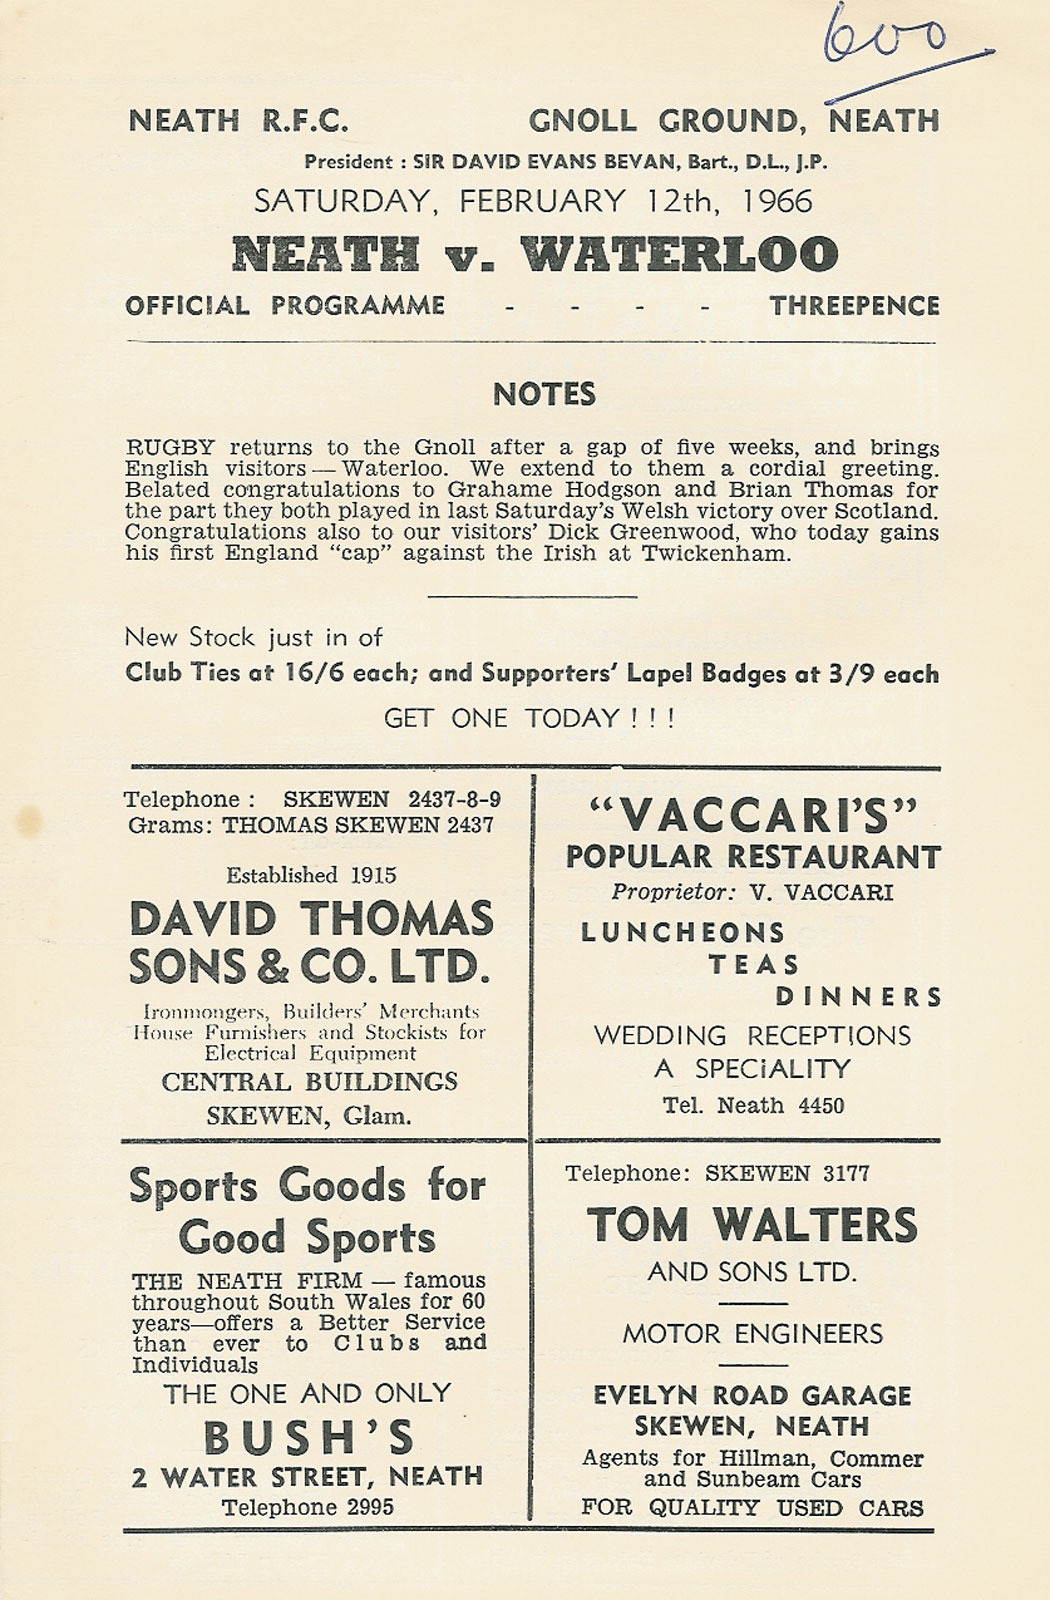 600
NEATH R.F.C. GNOLL GROUND, NEATH
President : SIR DAVID EVANS BEVAN, Bart., D.L., J.P.
SATURDAY, FEBRUARY 12th, 1966
NEATH v. WATERLOO
OFFICIAL PROGRAMME - - - - THREEPENCE
NOTES
RUGBY returns to the Gnoll after a gap of five weeks, and brings
English visitors — Waterloo. We extend to them a cordial greeting.
Belated congratulations to Grahame Hodgson and Brian Thomas for
the part they both played in last Saturday's Welsh victory over Scotland.
Congratulations also to our visitors' Dick Greenwood, who today gains
his first England "cap" against the Irish at Twickenham.
New Stock just in of
Club Ties at 16/6 each; and Supporters' Lapel Badges at 3/9 each
GET ONE TODAY ! ! !
Telephone : SKEWEN 2437-8-9
Grams: THOMAS SKEWEN 2437
Established 1915
DAVID THOMAS
SONS & CO. LTD.
Ironmongers, Builders' Merchants
House Furnishers and Stockists for
Electrical Equipment
CENTRAL BUILDINGS
SKEWEN, Glam.
"VACCARI'S"
POPULAR RESTAURANT
Proprietor: V. VACCARI
LUNCHEONS
TEAS
DINNERS
WEDDING RECEPTIONS
A SPECiALITY
Tel. Neath 4450
Sports Goods for
Good Sports
THE NEATH FIRM — famous
throughout South Wales for 60
years—offers a Better Service
than ever to Clubs and
Individuals
THE ONE AND ONLY
BUSH'S
2 WATER STREET, NEATH
Telephone 2995
Telephone: SKEWEN 3177
TOM WALTERS
AND SONS LTD.
MOTOR ENGINEERS
EVELYN ROAD GARAGE
SKEWEN, NEATH
Agents for Hillman, Commer
and Sunbeam Cars
FOR QUALITY USED CARS